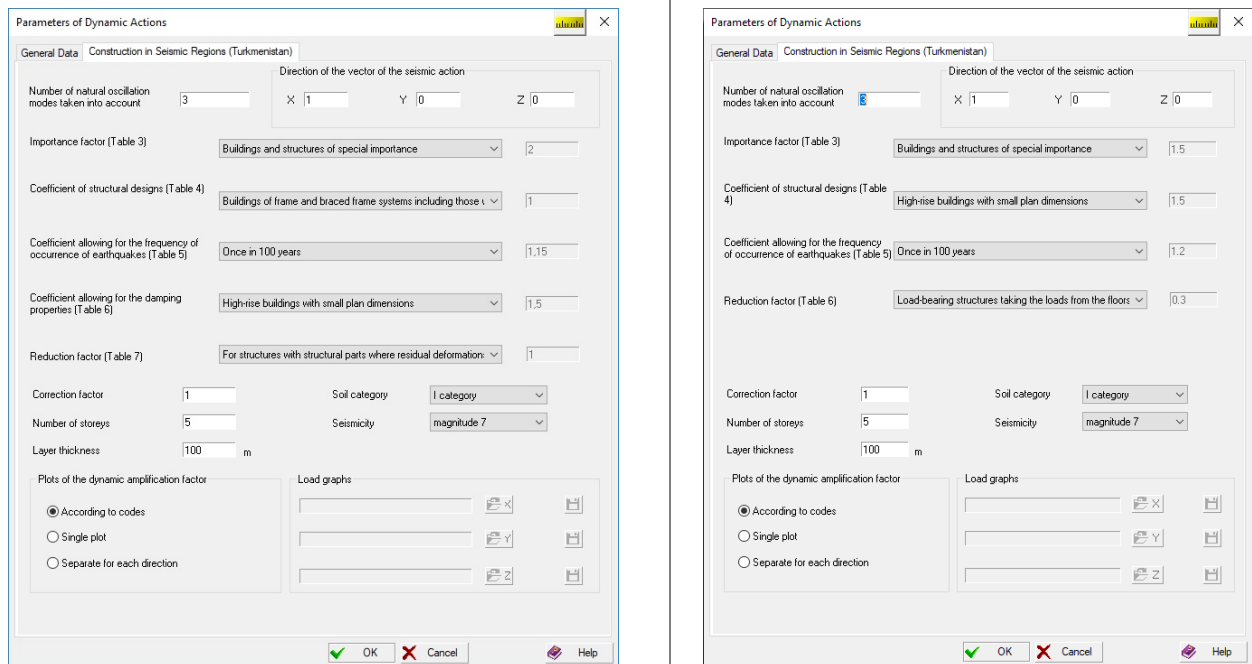 Parameters of Dynamic Actions
General Data
Construction in Seismic Regions (Turkmenistan)
Direction of the vector of the seismic action
Number of natural oscillation
modes taken into account
3
X 1
Y 0
Z 0
Importance factor (Table 3)
Buildings and structures of special importance
2
Coefficient of structural designs (Table 4)
Buildings of frame and braced frame systems including those
1
Coefficient allowing for the frequency of
occurrence of earthquakes (Table 5)
Once in 100 years
1,15
Coefficient allowing for the damping
properties (Table 6)
High-rise buildings with small plan dimensions
1,5
Reduction factor (Table 7)
For structures with structural parts where residual deformation:
1
Correction factor
1
Soil category
I category
Number of storeys
5
Seismicity
magnitude 7
Layer thickness
100
m
Plots of the dynamic amplification factor
According to codes
Single plot
Separate for each direction
Load graphs
X
Y
Z
OK
Cancel
Help
Parameters of Dynamic Actions
General Data
Construction in Seismic Regions (Turkmenistan)
Direction of the vector of the seismic action
Number of natural oscillation
modes taken into account
3
X 1
Y 0
Z 0
Importance factor (Table 3)
Buildings and structures of special importance
1.5
Coefficient of structural designs (Table
4)
High-rise buildings with small plan dimensions
1.5
Coefficient allowing for the frequency
of occurrence of earthquakes (Table 5)
Once in 100 years
1.2
Reduction factor (Table 6)
Load-bearing structures taking the loads from the floors
0.3
Correction factor
1
Soil category
I category
Number of storeys
5
Seismicity
magnitude 7
Layer thickness
100
m
Plots of the dynamic amplification factor
According to codes
Single plot
Separate for each direction
Load graphs
X
Y
Z
OK
Cancel
Help